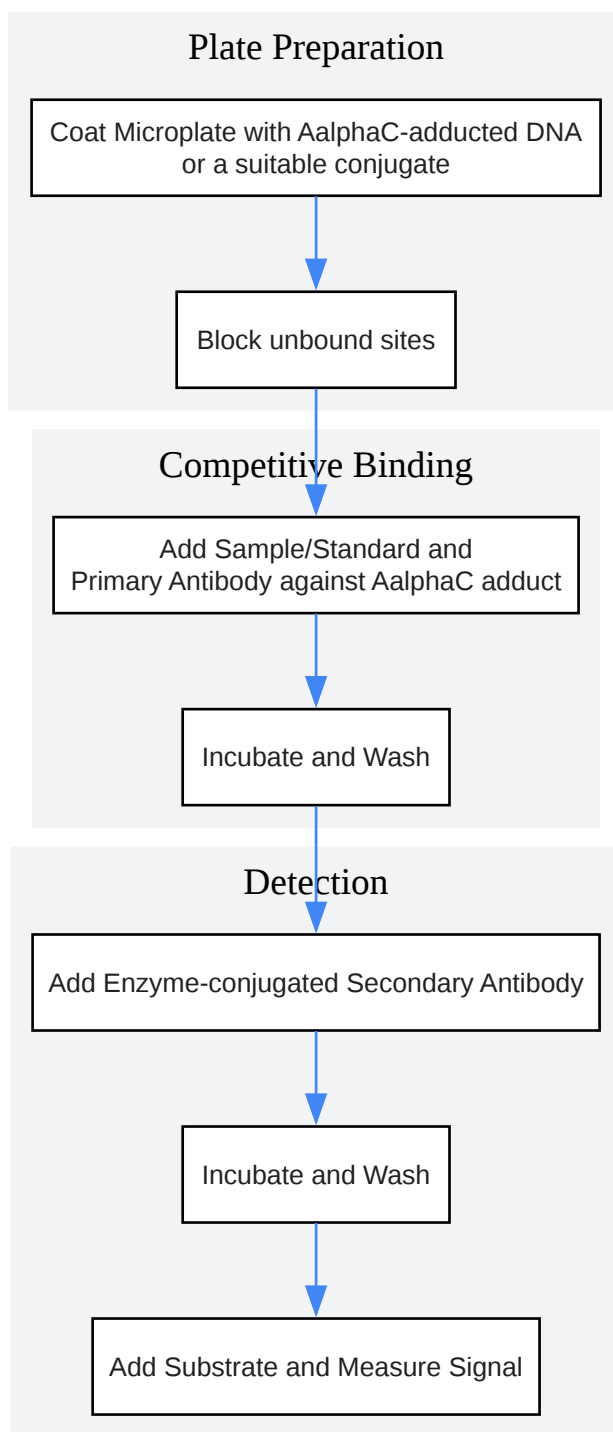 Plate Preparation
Coat Microplate with AalphaC-adducted DNA
or a suitable conjugate
Block unbound sites
Competitive Binding
Add Sample/Standard and
Primary Antibody against AalphaC adduct
Incubate and Wash
Detection
Add Enzyme-conjugated Secondary Antibody
Incubate and Wash
Add Substrate and Measure Signal